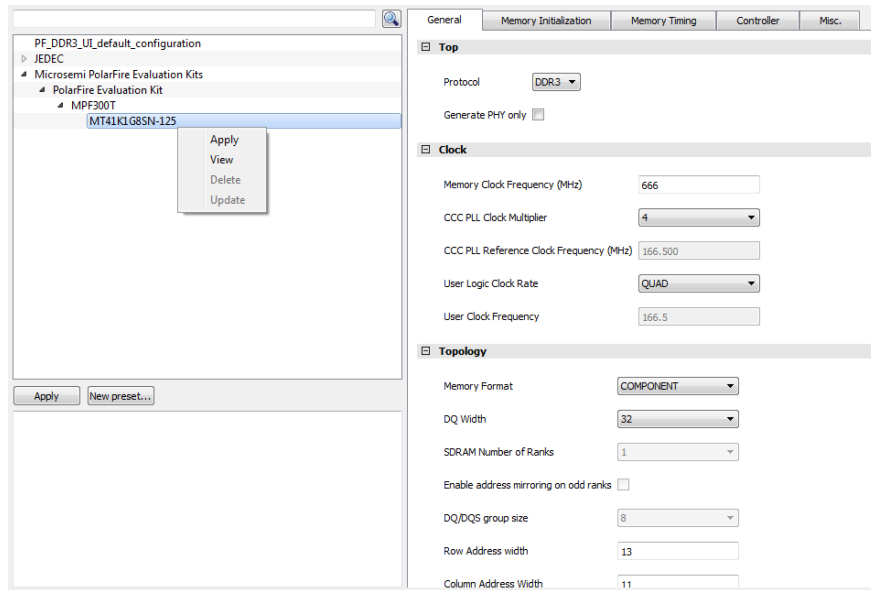 PF_DDR3_UI_default_configuration
JEDEC
Microsemi PolarFire Evaluation Kits
PolarFire Evaluation Kit
MPF300T
MT41K1G8SN-125
Apply
View
Delete
Update
Apply
New preset...
General
Memory Initialization
Memory Timing
Controller
Misc.
Top
Protocol
DDR3
Generate PHY only
Clock
Memory Clock Frequency (MHz)
666
CCC PLL Clock Multiplier
4
CCC PLL Reference Clock Frequency (MHz)
166.500
User Logic Clock Rate
QUAD
User Clock Frequency
166.5
Topology
Memory Format
COMPONENT
DQ Width
32
SDRAM Number of Ranks
1
Enable address mirroring on odd ranks
DQ/DQS group size
8
Row Address width
13
Column Address Width
11